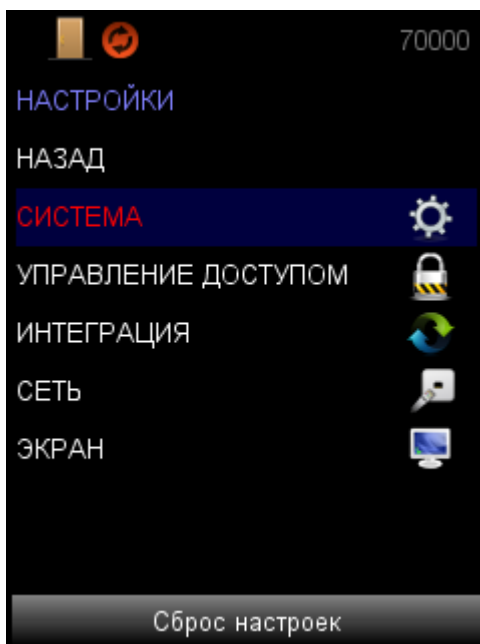 70000
НАСТРОЙКИ
НАЗАД
СИСТЕМА
УПРАВЛЕНИЕ ДОСТУПОМ
ИНТЕГРАЦИЯ
СЕТЬ
ЭКРАН
Сброс настроек